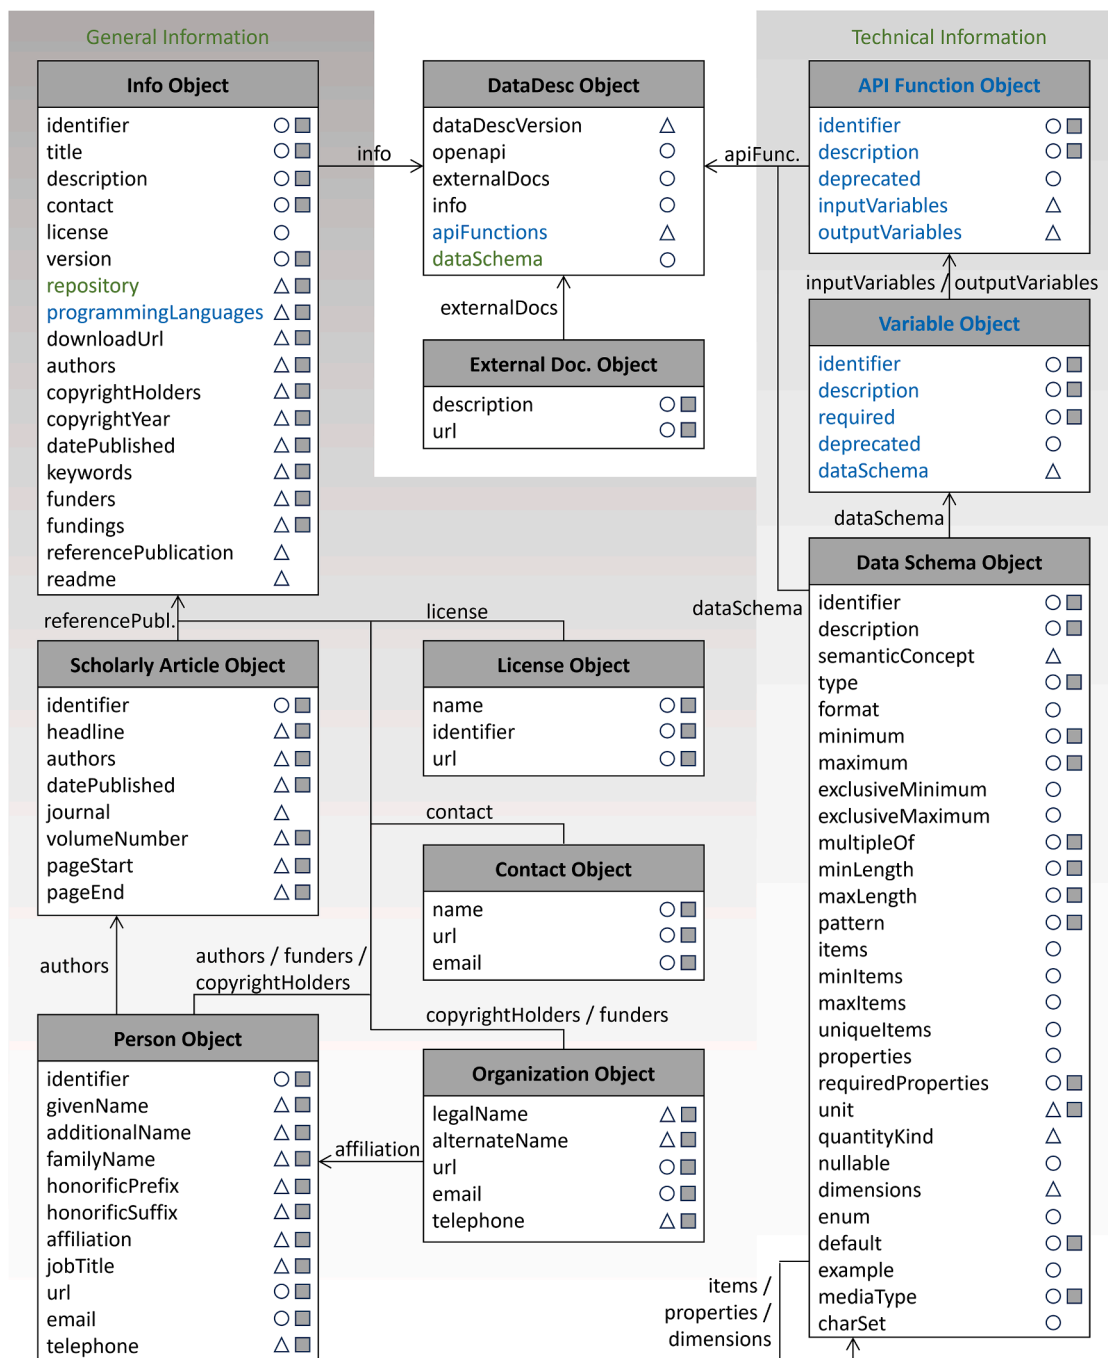 General Information
Technical Information
Info Object
identifier
title
description
contact
license
version
repository
programmingLanguages
downloadUrl
authors
copyrightHolders
copyrightYear
datePublished
keywords
funders
fundings
referencePublication
readme
info
DataDesc Object
dataDescVersion
openapi
externalDocs
info
apiFunctions
dataSchema
apiFunc.
API Function Object
identifier
description
deprecated
inputVariables
outputVariables
externalDocs
inputVariables / outputVariables
External Doc. Object
description
url
Variable Object
identifier
description
required
deprecated
dataSchema
dataSchema
dataSchema
Data Schema Object
identifier
description
semanticConcept
type
format
minimum
maximum
exclusiveMinimum
exclusiveMaximum
multipleOf
minLength
maxLength
pattern
items
minItems
maxItems
uniqueItems
properties
requiredProperties
unit
quantityKind
nullable
dimensions
enum
default
example
mediaType
charSet
items /
properties /
dimensions
referencePubl.
license
Scholarly Article Object
identifier
headline
authors
datePublished
journal
volumeNumber
pageStart
pageEnd
License Object
name
identifier
url
contact
Contact Object
name
url
email
authors
authors / funders /
copyrightHolders
copyrightHolders / funders
Person Object
identifier
givenName
additionalName
familyName
honorificPrefix
honorificSuffix
affiliation
jobTitle
url
email
telephone
affiliation
Organization Object
legalName
alternateName
url
email
telephone